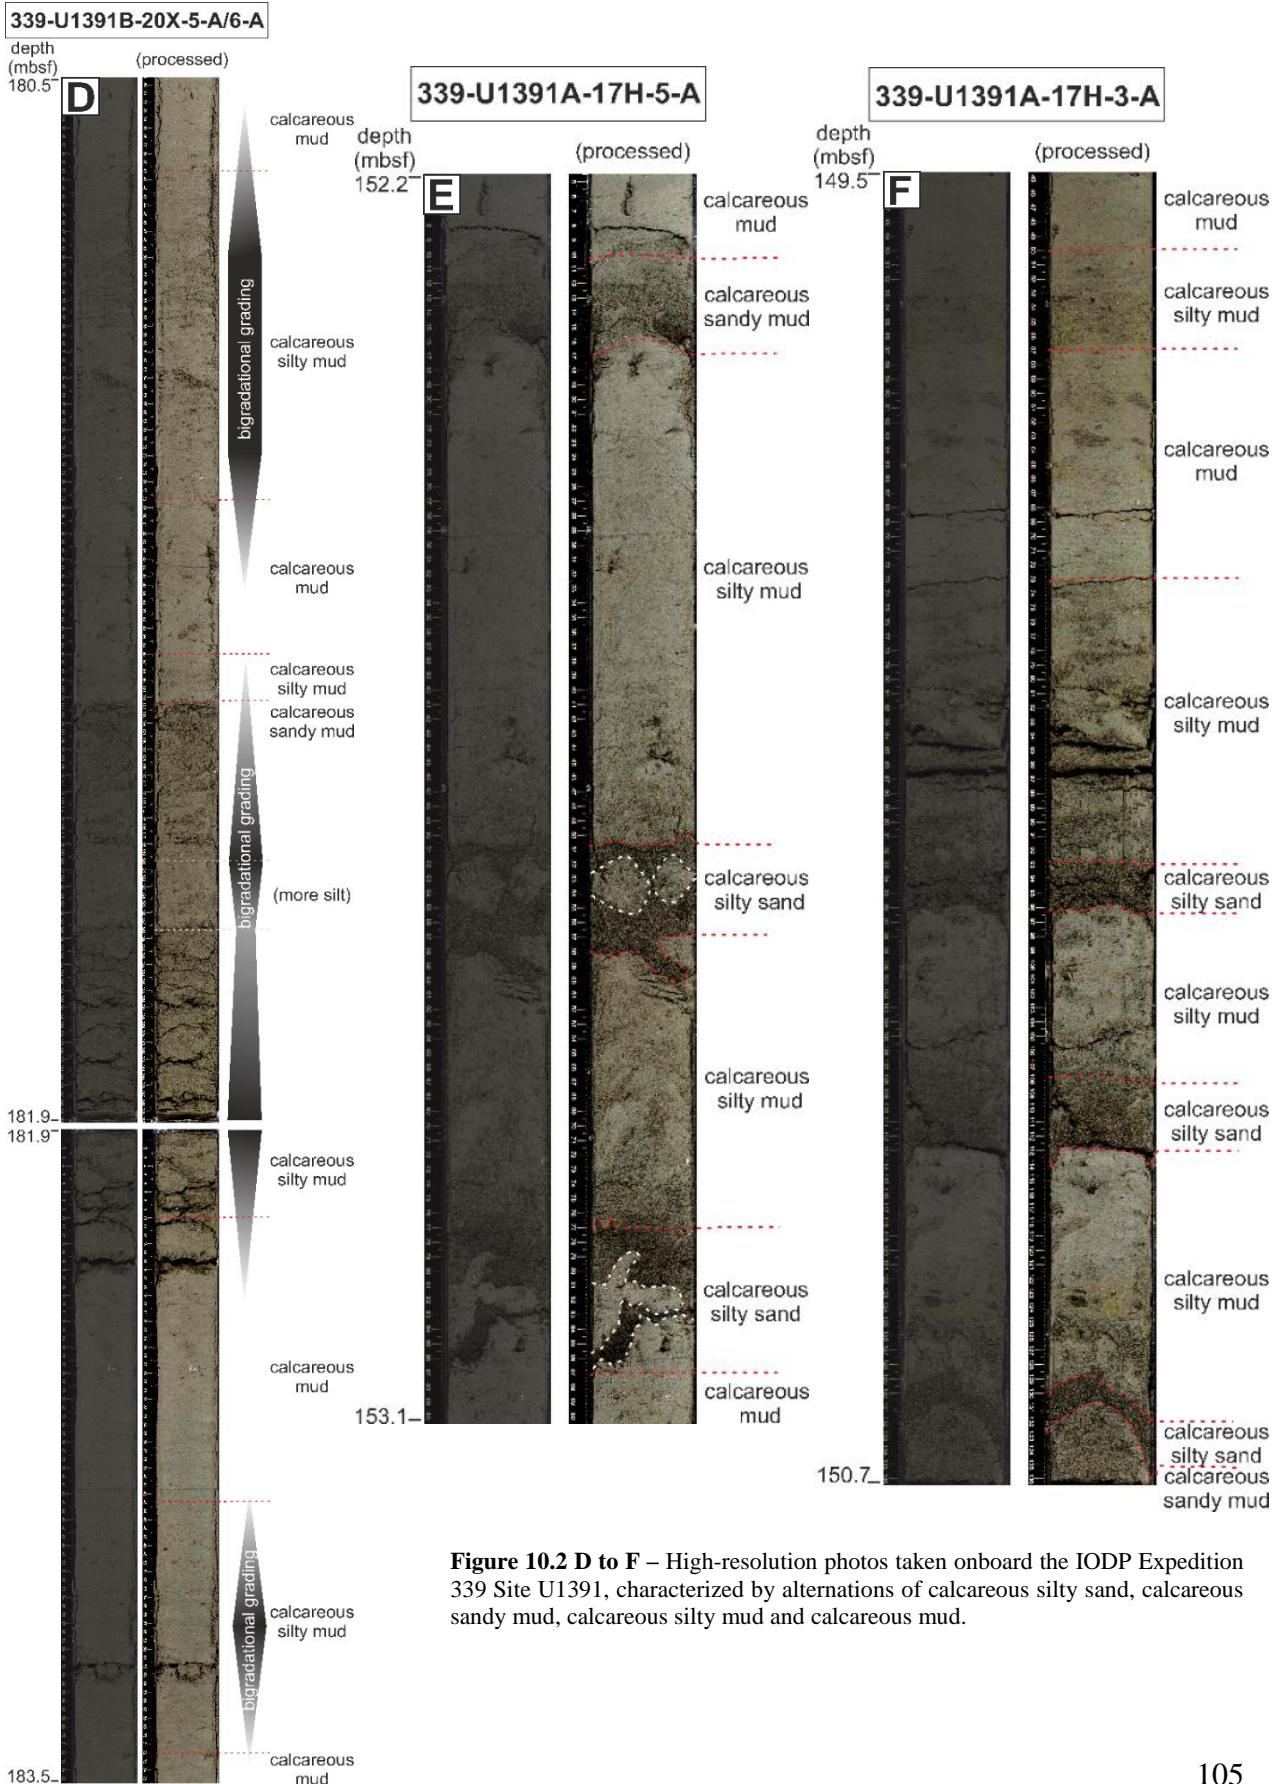 339-U1391B-20X-5-A/6-A
depth
(mbsf)
(processed)
180.5
D
calcareous
mud
bigradational grading
calcareous
silty mud
calcareous
mud
calcareous
silty mud
calcareous
sandy mud
bigradational grading
(more silt)
181.9
181.9
calcareous
silty mud
calcareous
mud
bigradational grading
calcareous
silty mud
calcareous
mud
183.5
339-U1391A-17H-5-A
depth
(mbsf)
(processed)
152.2
E
calcareous
mud
calcareous
sandy mud
calcareous
silty mud
calcareous
silty sand
calcareous
silty mud
calcareous
silty sand
calcareous
mud
153.1
339-U1391A-17H-3-A
depth
(mbsf)
(processed)
149.5
F
calcareous
mud
calcareous
silty mud
calcareous
mud
calcareous
silty mud
calcareous
silty sand
calcareous
silty mud
calcareous
silty sand
calcareous
silty mud
calcareous
silty sand
calcareous
sandy mud
150.7
Figure 10.2 D to F – High-resolution photos taken onboard the IODP Expedition
339 Site U1391, characterized by alternations of calcareous silty sand, calcareous
sandy mud, calcareous silty mud and calcareous mud.
105